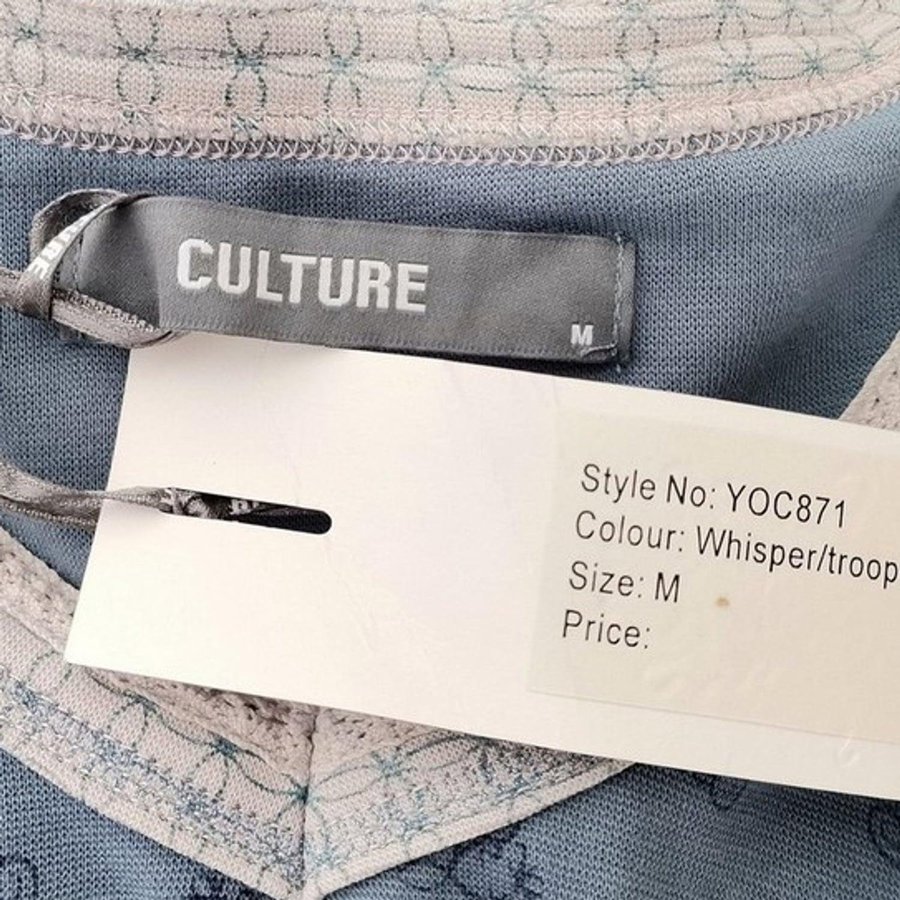 CULTURE
M
Style No: YOC871
Colour: Whisper/troop
Size: M
Price: